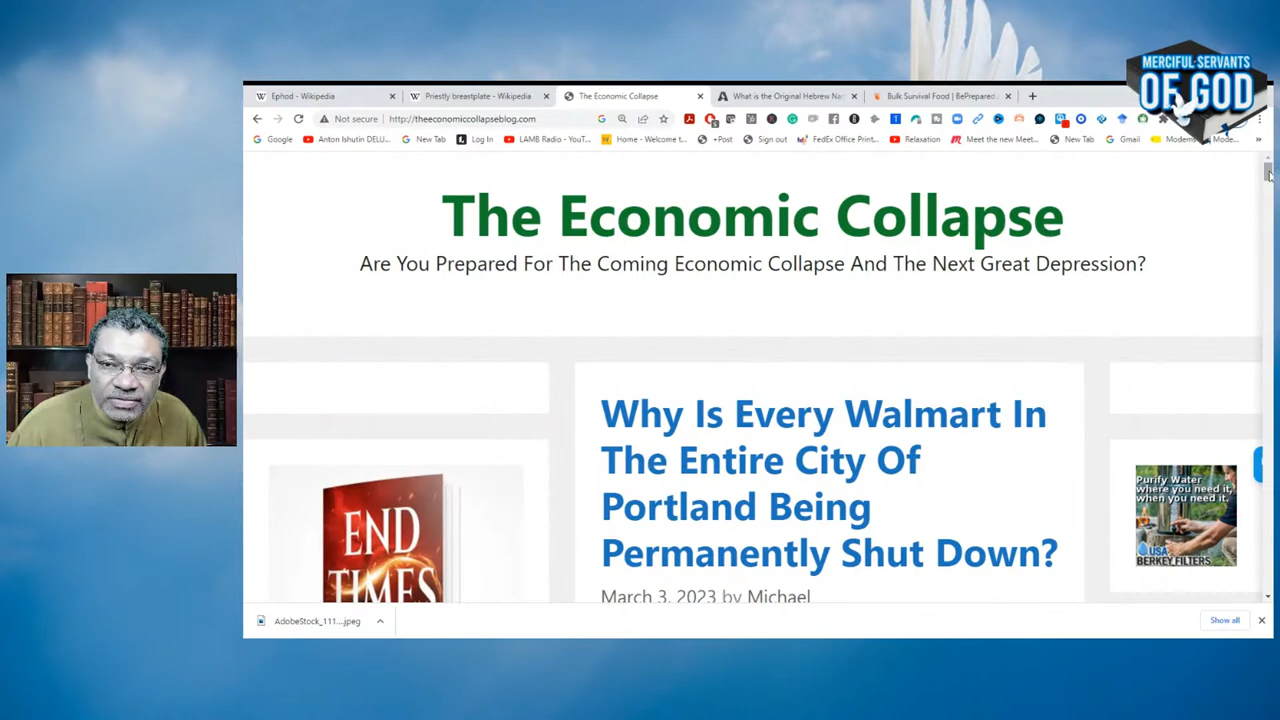 MERCIFUL SERVANTS
OF GOD
Ephod - Wikipedia
Priestly breastplate - Wikipedia
The Economic Collapse
What is the Original Hebrew Na
Bulk Survival Food | BePrepared.
Not secure
http://theeconomiccollapseblog.com
Google
Anton Ishutin DELU...
New Tab
Log In
LAMB Radio - YouT...
Home - Welcome t...
+Post
Sign out
FedEx Office Print...
Relaxation
Meet the new Meet...
New Tab
Gmail
The Economic Collapse
Are You Prepared For The Coming Economic Collapse And The Next Great Depression?
Why Is Every Walmart In
The Entire City Of
Portland Being
Permanently Shut Down?
March 3, 2023 by Michael
END
TIMES
Purify Water
where you need it,
when you need it.
USA
BERKEY FILTERS
AdobeStock_111....jpeg
Show all